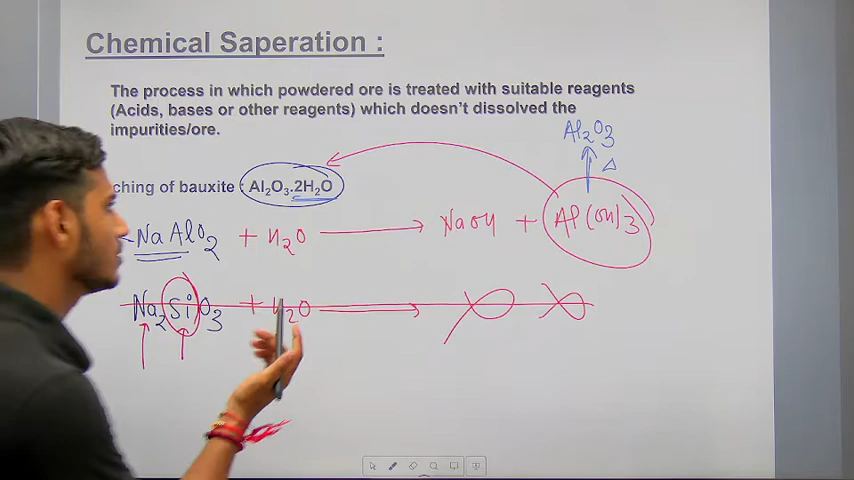 Chemical Saperation :
The process in which powdered ore is treated with suitable reagents
(Acids, bases or other reagents) which doesn't dissolved the
impurities/ore.
Al2O3
Δ
ching of bauxite : Al2O3.2H2O
NaAlO2 + H2O → NaOH + Al(OH)3
Na2SiO3 + H2O →